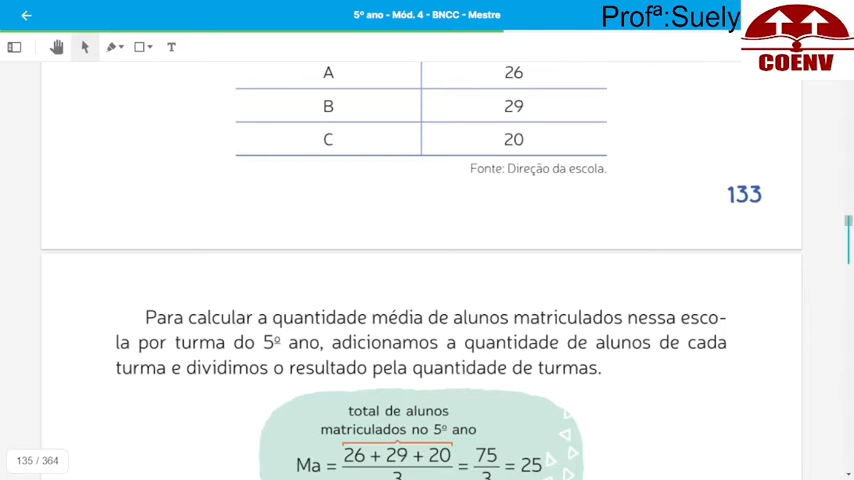 5º ano - Mód. 4 - BNCC - Mestre
Profª:Suely
COENV
T
A 26
B 29
C 20
Fonte: Direção da escola.
133
Para calcular a quantidade média de alunos matriculados nessa esco-
la por turma do 5º ano, adicionamos a quantidade de alunos de cada
turma e dividimos o resultado pela quantidade de turmas.
total de alunos
matriculados no 5º ano
Ma = 26 + 29 + 20 / 3 = 75 / 3 = 25
135 / 364